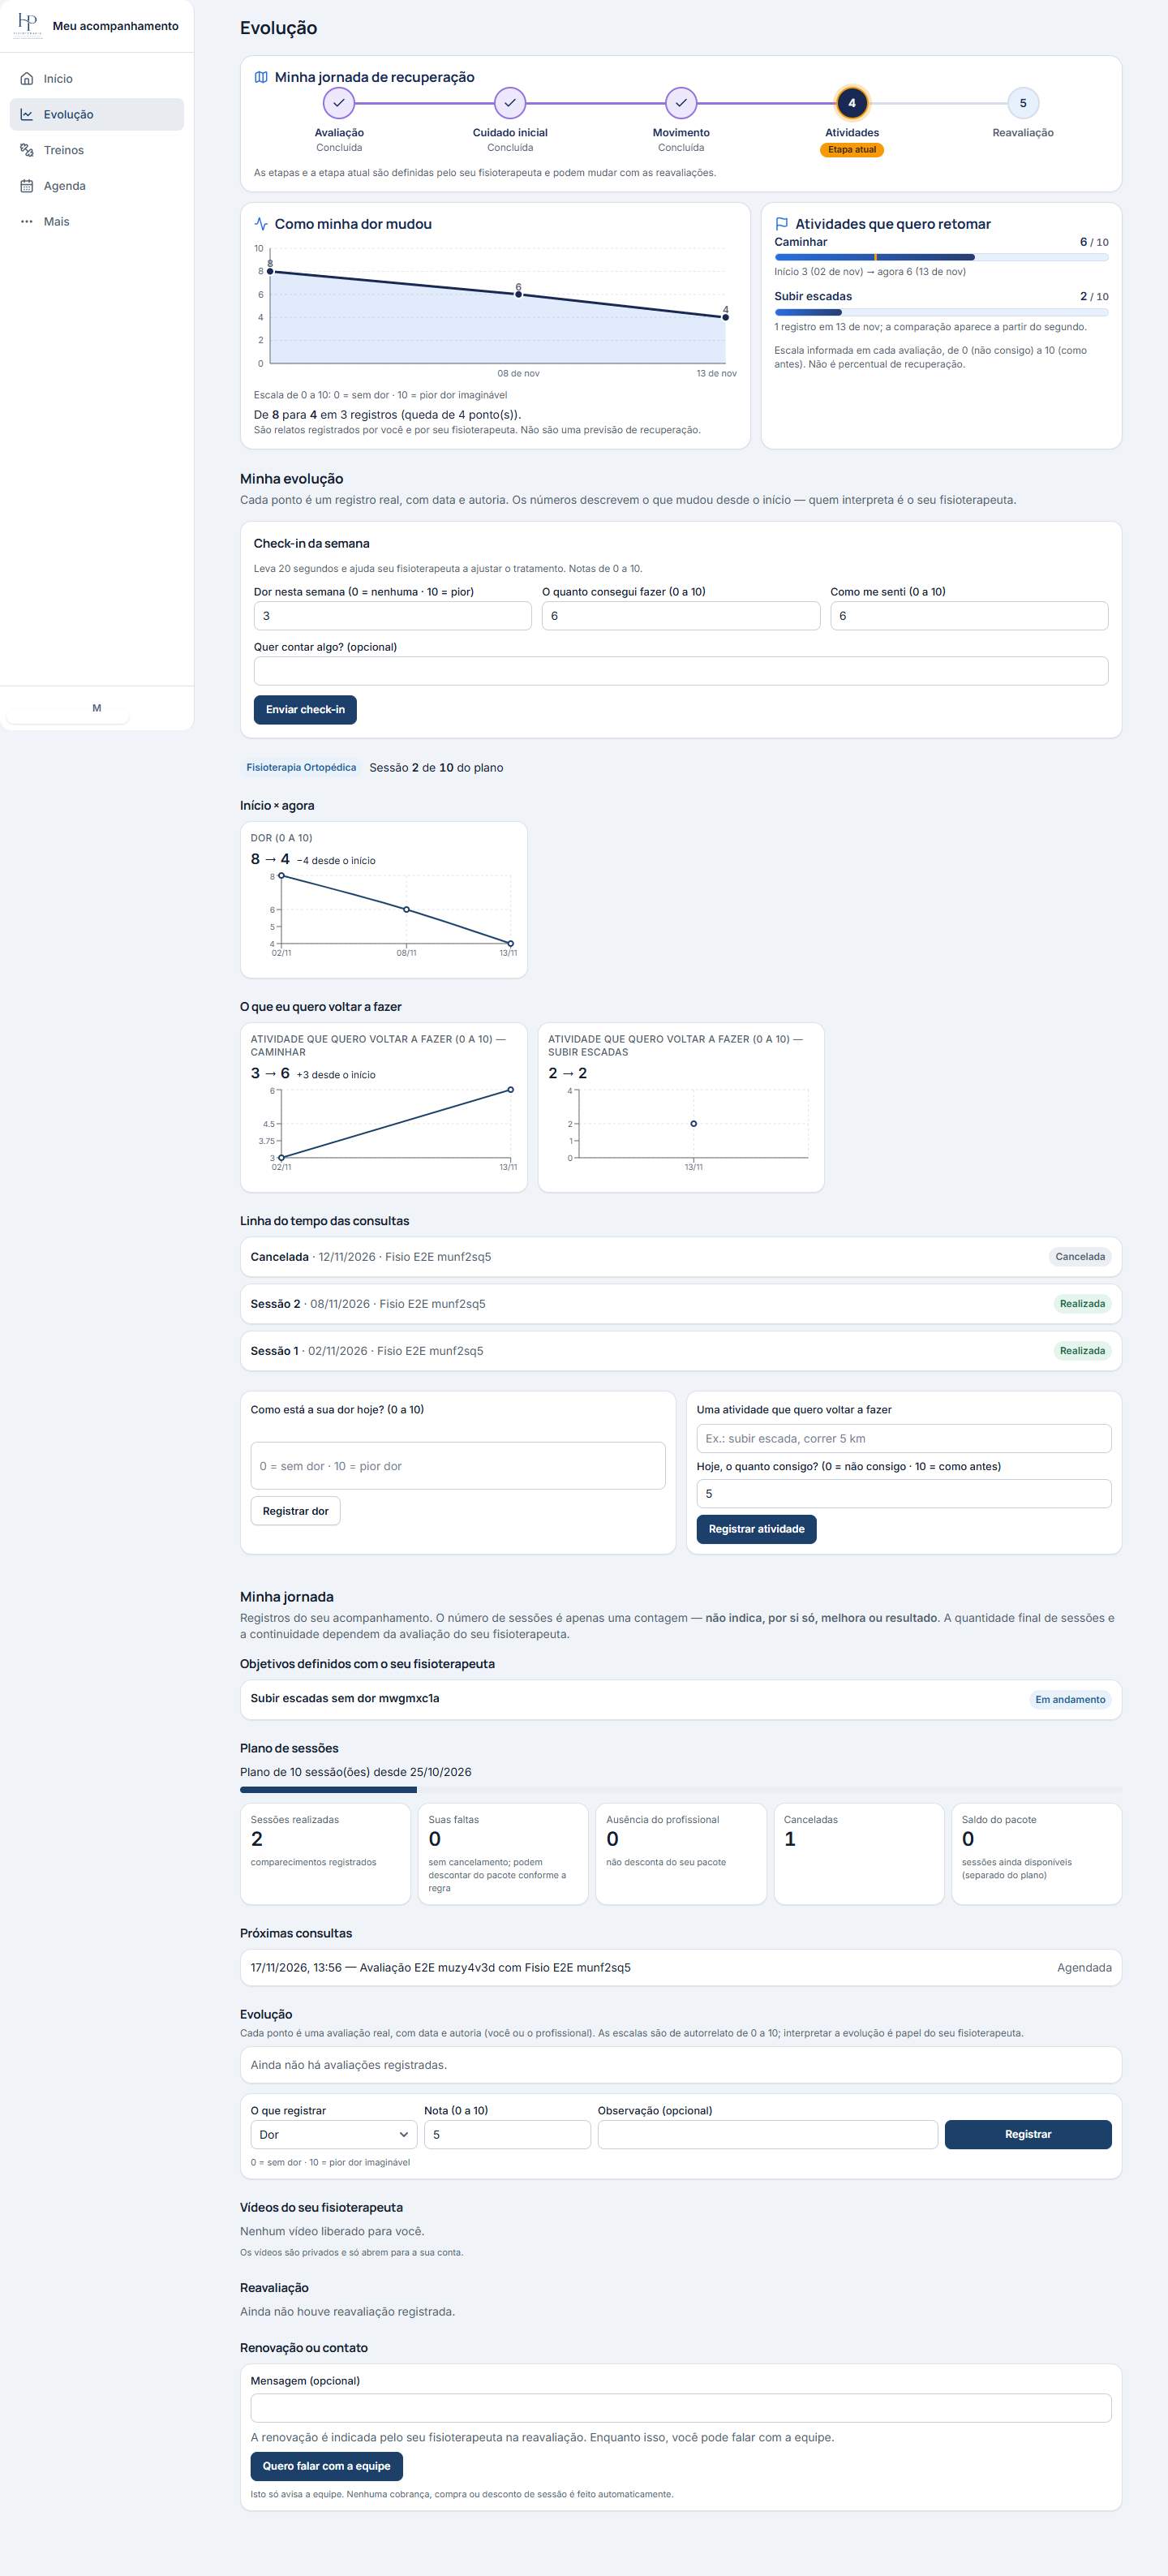 Meu acompanhamento
Início
Evolução
Treinos
Agenda
Mais
M
Evolução
Minha jornada de recuperação
4
5
Avaliação
Cuidado inicial
Movimento
Atividades
Reavaliação
Concluída
Concluída
Concluída
Etapa atual
As etapas e a etapa atual são definidas pelo seu fisioterapeuta e podem mudar com as reavaliações.
Como minha dor mudou
10
8
6
4
2
0
8
6
4
08 de nov
13 de nov
Escala de 0 a 10: 0 = sem dor · 10 = pior dor imaginável
De 8 para 4 em 3 registros (queda de 4 ponto(s)).
São relatos registrados por você e por seu fisioterapeuta. Não são uma previsão de recuperação.
Atividades que quero retomar
Caminhar 6 / 10
Início 3 (02 de nov) → agora 6 (13 de nov)
Subir escadas 2 / 10
1 registro em 13 de nov; a comparação aparece a partir do segundo.
Escala informada em cada avaliação, de 0 (não consigo) a 10 (como
antes). Não é percentual de recuperação.
Minha evolução
Cada ponto é um registro real, com data e autoria. Os números descrevem o que mudou desde o início — quem interpreta é o seu fisioterapeuta.
Check-in da semana
Leva 20 segundos e ajuda seu fisioterapeuta a ajustar o tratamento. Notas de 0 a 10.
Dor nesta semana (0 = nenhuma · 10 = pior)
3
O quanto consegui fazer (0 a 10)
6
Como me senti (0 a 10)
6
Quer contar algo? (opcional)
Enviar check-in
Fisioterapia Ortopédica Sessão 2 de 10 do plano
Início × agora
DOR (0 A 10)
8 → 4 −4 desde o início
8
6
5
4
02/11
08/11
13/11
O que eu quero voltar a fazer
ATIVIDADE QUE QUERO VOLTAR A FAZER (0 A 10) —
CAMINHAR
3 → 6 +3 desde o início
6
4.5
3.75
3
02/11
13/11
ATIVIDADE QUE QUERO VOLTAR A FAZER (0 A 10) —
SUBIR ESCADAS
2 → 2
4
2
1
0
13/11
Linha do tempo das consultas
Cancelada · 12/11/2026 · Fisio E2E munf2sq5 Cancelada
Sessão 2 · 08/11/2026 · Fisio E2E munf2sq5 Realizada
Sessão 1 · 02/11/2026 · Fisio E2E munf2sq5 Realizada
Como está a sua dor hoje? (0 a 10)
0 = sem dor · 10 = pior dor
Registrar dor
Uma atividade que quero voltar a fazer
Ex.: subir escada, correr 5 km
Hoje, o quanto consigo? (0 = não consigo · 10 = como antes)
5
Registrar atividade
Minha jornada
Registros do seu acompanhamento. O número de sessões é apenas uma contagem — não indica, por si só, melhora ou resultado. A quantidade final de sessões e
a continuidade dependem da avaliação do seu fisioterapeuta.
Objetivos definidos com o seu fisioterapeuta
Subir escadas sem dor mwgmxc1a Em andamento
Plano de sessões
Plano de 10 sessão(ões) desde 25/10/2026
Sessões realizadas
2
comparecimentos registrados
Suas faltas
0
sem cancelamento; podem
descontar do pacote conforme a
regra
Ausência do profissional
0
não desconta do seu pacote
Canceladas
1
Saldo do pacote
0
sessões ainda disponíveis
(separado do plano)
Próximas consultas
17/11/2026, 13:56 — Avaliação E2E muzy4v3d com Fisio E2E munf2sq5 Agendada
Evolução
Cada ponto é uma avaliação real, com data e autoria (você ou o profissional). As escalas são de autorrelato de 0 a 10; interpretar a evolução é papel do seu fisioterapeuta.
Ainda não há avaliações registradas.
O que registrar
Dor
Nota (0 a 10)
5
Observação (opcional)
Registrar
0 = sem dor · 10 = pior dor imaginável
Vídeos do seu fisioterapeuta
Nenhum vídeo liberado para você.
Os vídeos são privados e só abrem para a sua conta.
Reavaliação
Ainda não houve reavaliação registrada.
Renovação ou contato
Mensagem (opcional)
A renovação é indicada pelo seu fisioterapeuta na reavaliação. Enquanto isso, você pode falar com a equipe.
Quero falar com a equipe
Isto só avisa a equipe. Nenhuma cobrança, compra ou desconto de sessão é feito automaticamente.